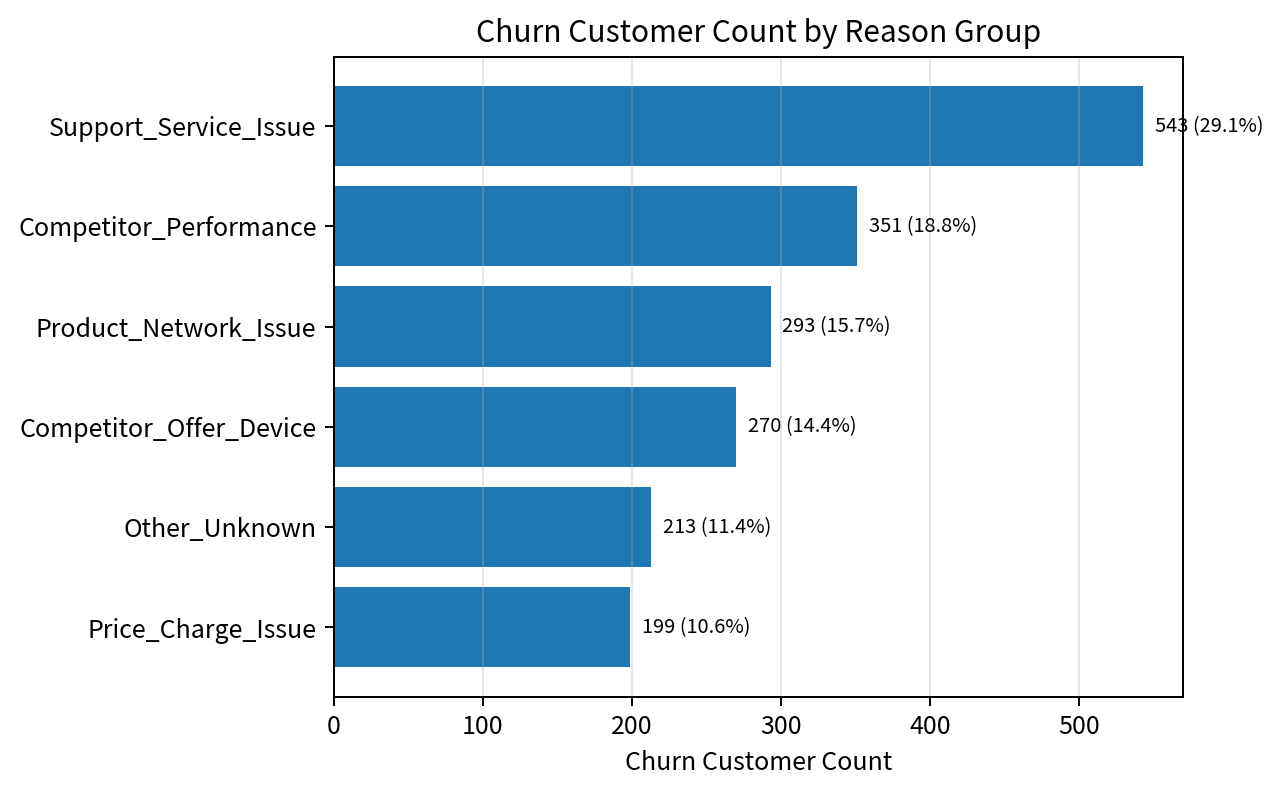 Churn Customer Count by Reason Group
Support_Service_Issue 543 (29.1%)
Competitor_Performance 351 (18.8%)
Product_Network_Issue 293 (15.7%)
Competitor_Offer_Device 270 (14.4%)
Other_Unknown 213 (11.4%)
Price_Charge_Issue 199 (10.6%)
0 100 200 300 400 500
Churn Customer Count